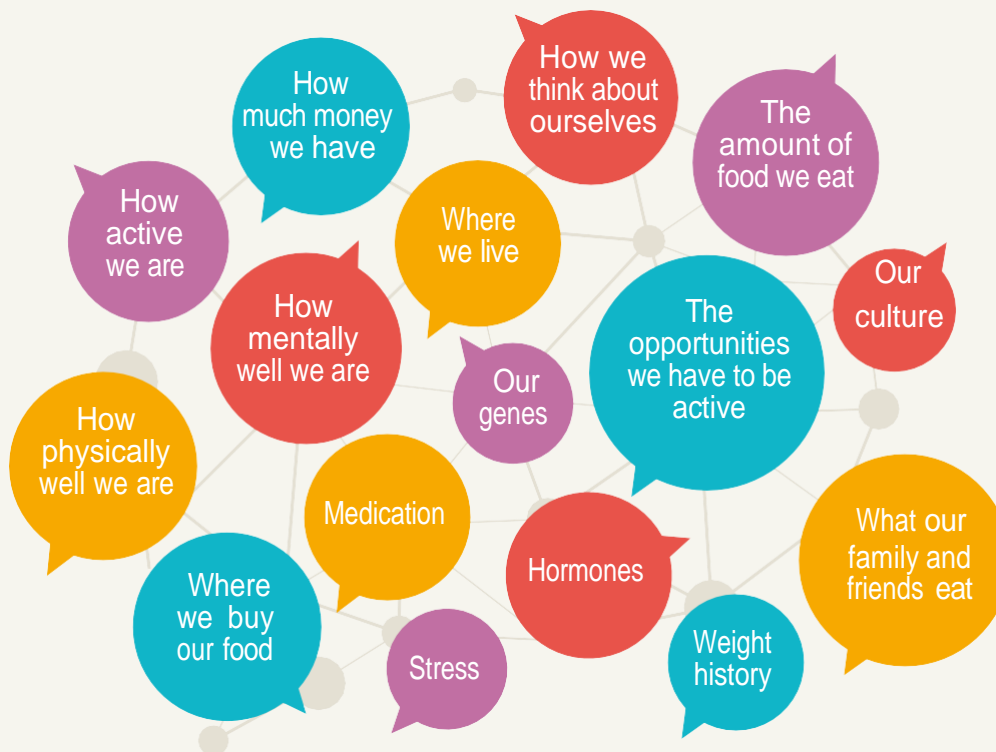 How
much money
we have
How we
think about
ourselves
The
amount of
food we eat
How
active
we are
Where
we live
Our
culture
How
mentally
well we are
The
opportunities
we have to be
active
Our
genes
How
physically
well we are
Medication
Hormones
What our
family and
friends eat
Where
we buy
our food
Stress
Weight
history